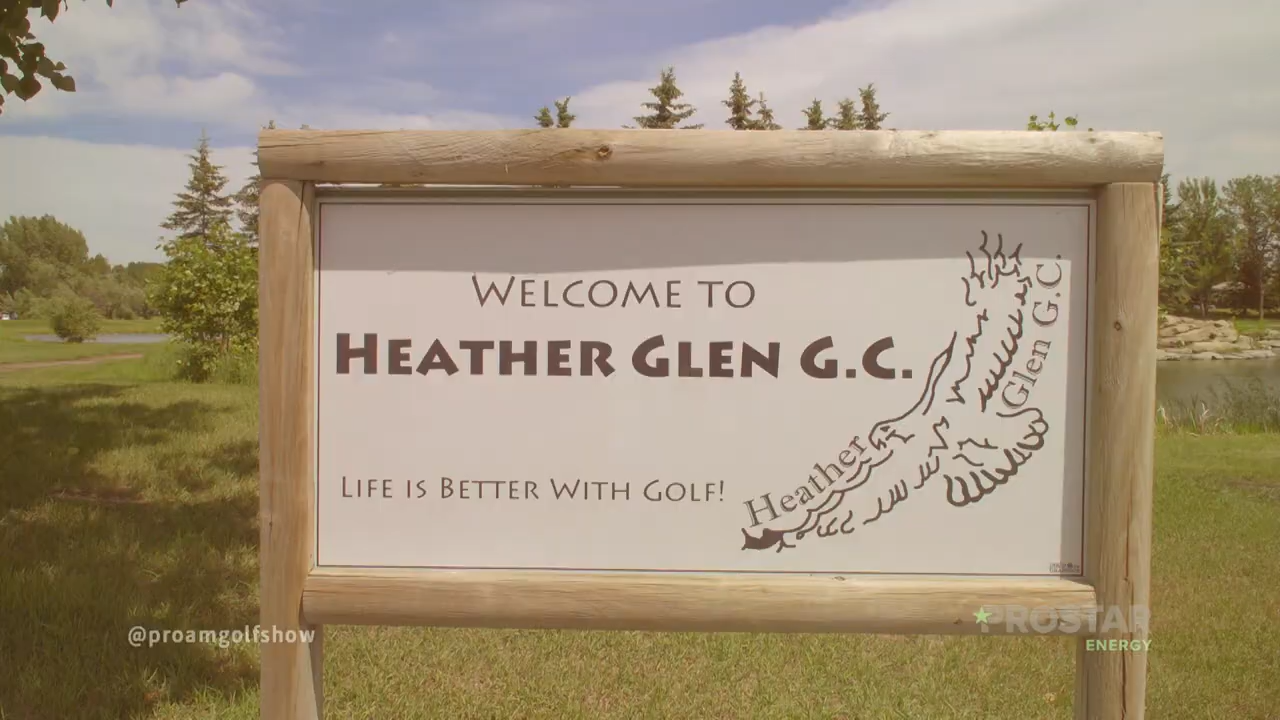 WELCOME TO
HEATHER GLEN G.C.
Heather Glen G.C.
LIFE IS BETTER WITH GOLF!
@proamgolfshow
PROSTAR
ENERGY